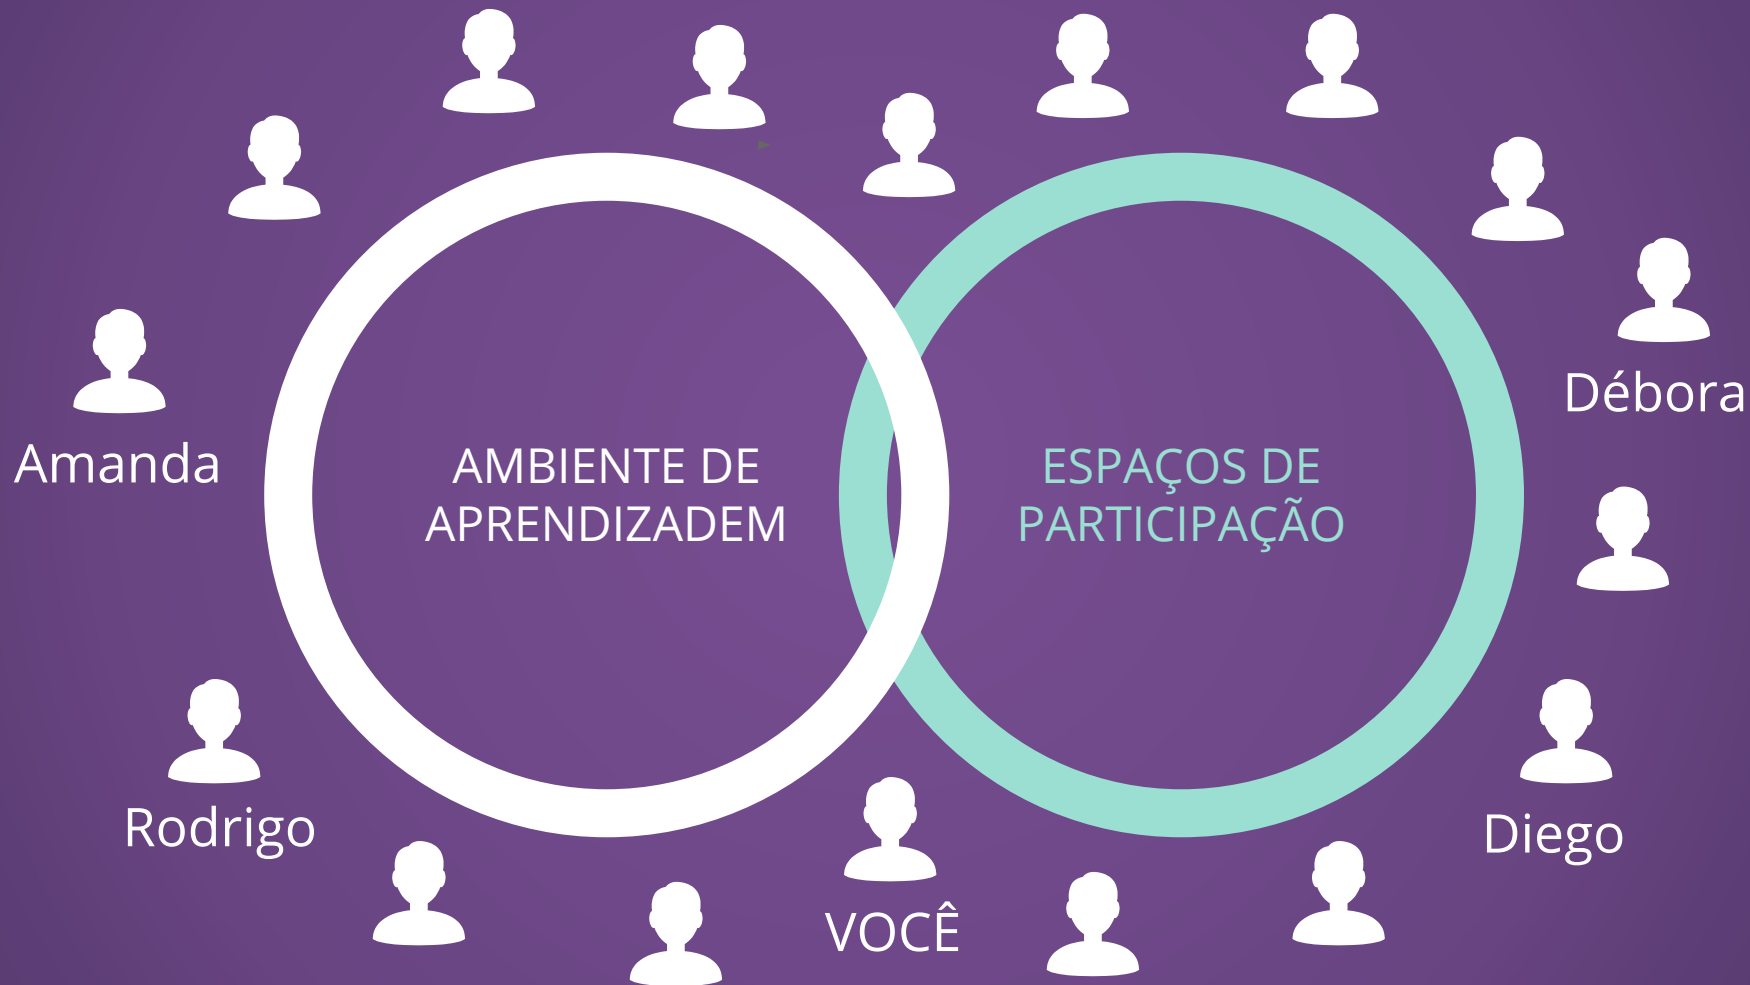 Débora
Amanda
AMBIENTE DE
APRENDIZADEM
ESPAÇOS DE
PARTICIPAÇÃO
Rodrigo
Diego
VOCÊ